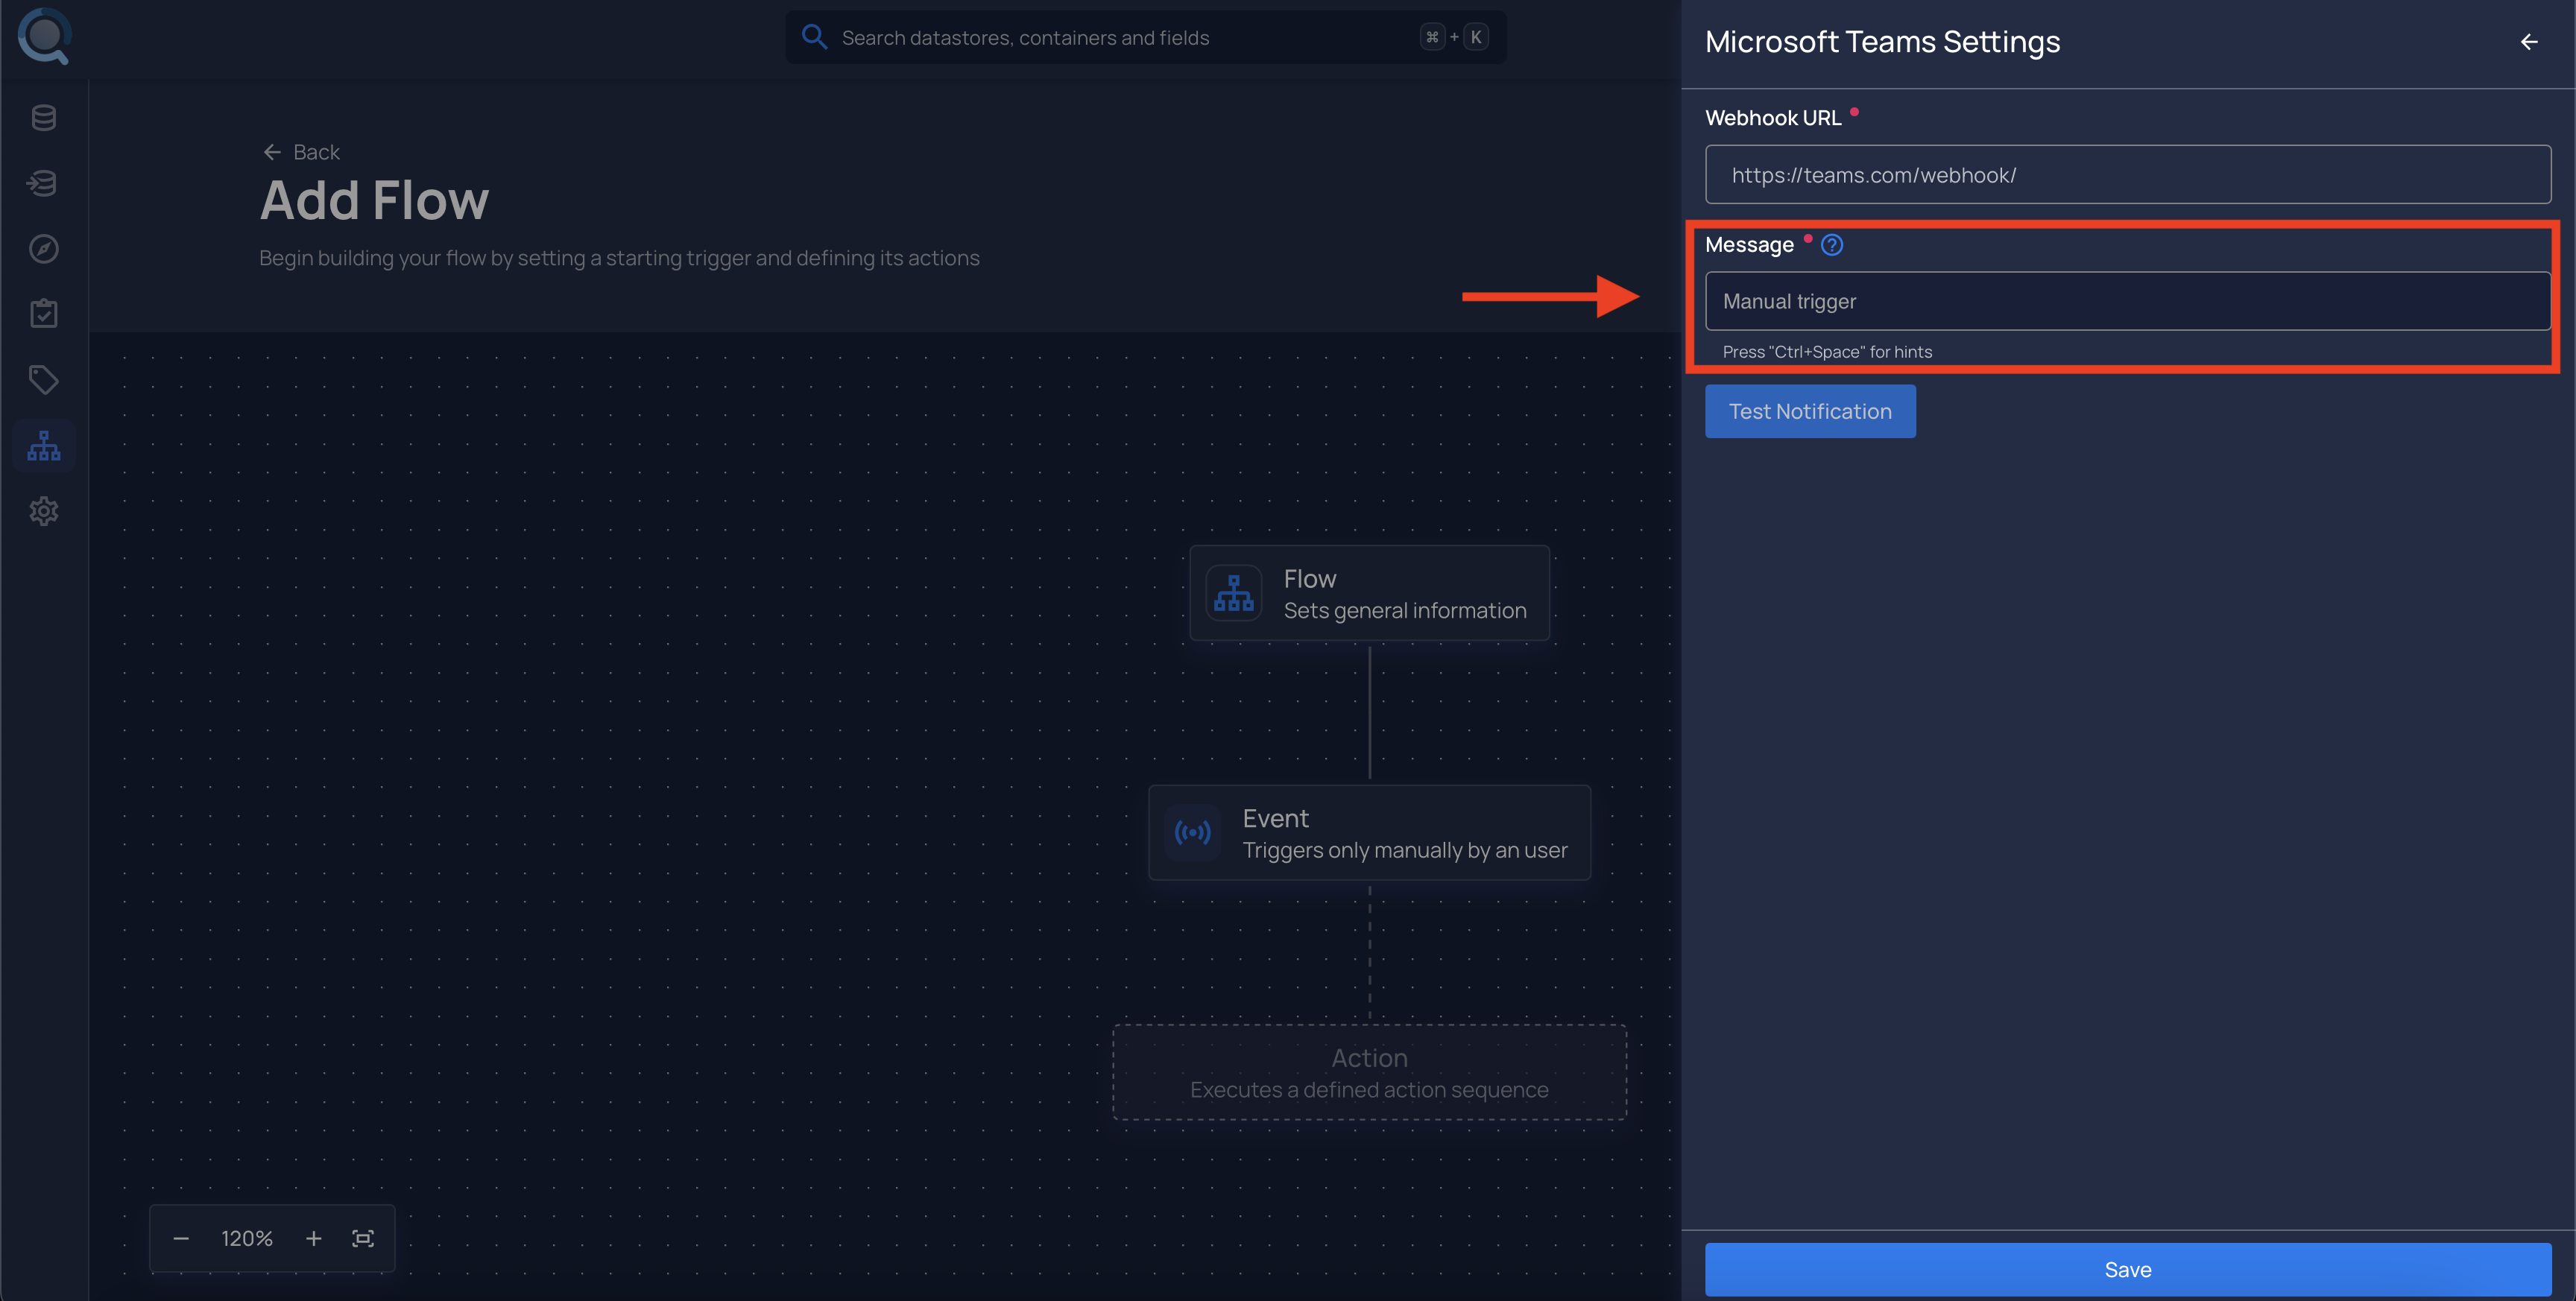 Search datastores, containers and fields
⌘ + K
Back
Add Flow
Begin building your flow by setting a starting trigger and defining its actions
Flow
Sets general information
Event
Triggers only manually by an user
Action
Executes a defined action sequence
120%
Microsoft Teams Settings
Webhook URL
https://teams.com/webhook/
Message
Manual trigger
Press "Ctrl+Space" for hints
Test Notification
Save